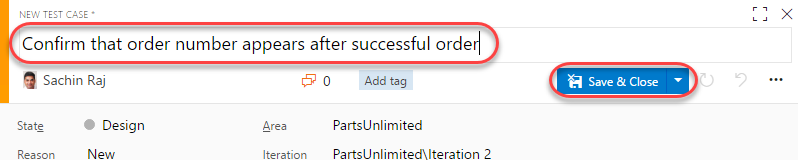 NEW TEST CASE *
Confirm that order number appears after successful order
Sachin Raj 0 Add tag Save & Close
State Design Area PartsUnlimited
Reason New Iteration PartsUnlimited\Iteration 2